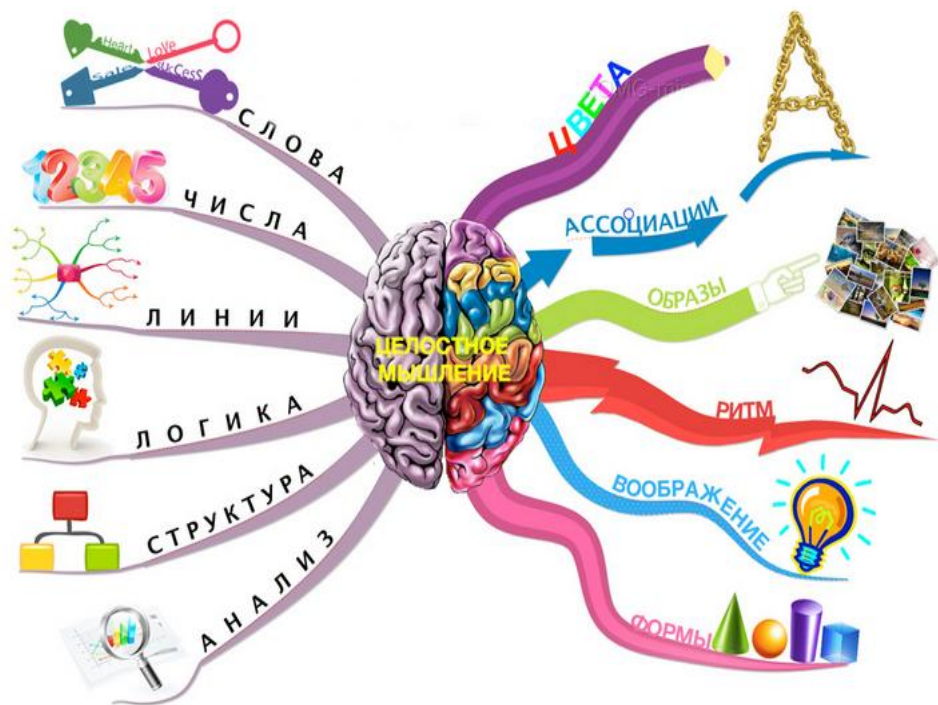 Heart
Love
success
СЛОВА
12345
ЧИСЛА
ЛИНИИ
ЛОГИКА
СТРУКТУРА
АНАЛИЗ
ЦЕЛОСТНОЕ
МЫШЛЕНИЕ
ЦВЕТА
А
АССОЦИАЦИИ
ОБРАЗЫ
РИТМ
ВООБРАЖЕНИЕ
ФОРМЫ